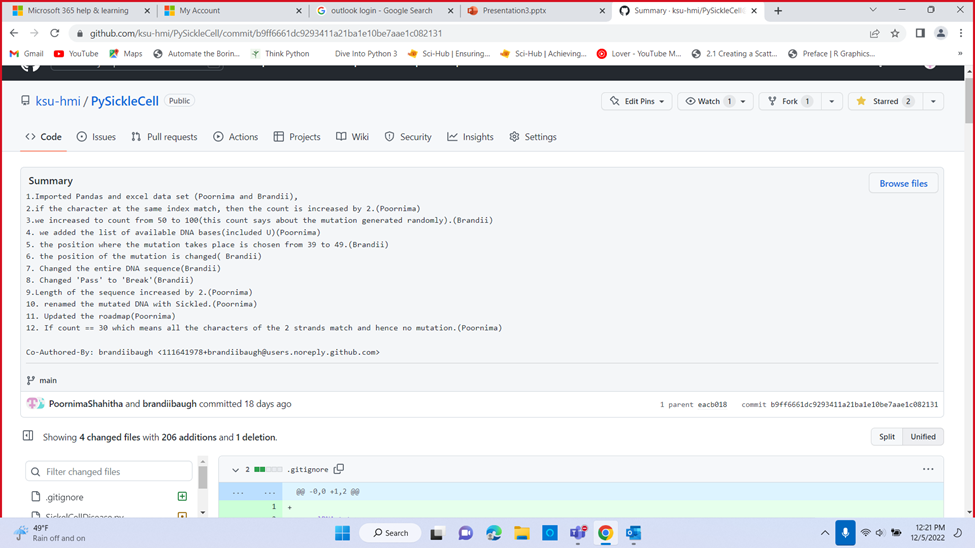 Microsoft 365 help & learning
My Account
outlook login - Google Search
Presentation3.pptx
Summary · ksu-hmi/PySickleCell@
github.com/ksu-hmi/PySickleCell/commit/b9ff6661dc9293411a21ba1e10be7aae1c082131
Gmail
YouTube
Maps
Automate the Borin...
Think Python
Dive Into Python 3
Sci-Hub | Ensuring...
Sci-Hub | Achieving...
Lover - YouTube M...
2.1 Creating a Scatt...
Preface | R Graphics...
»
ksu-hmi / PySickleCell Public
Edit Pins
Watch 1
Fork 1
Starred 2
<> Code
Issues
Pull requests
Actions
Projects
Wiki
Security
Insights
Settings
Summary
Browse files
1.Imported Pandas and excel data set (Poornima and Brandii),
2.if the character at the same index match, then the count is increased by 2.(Poornima)
3.we increased to count from 50 to 100(this count says about the mutation generated randomly).(Brandii)
4. we added the list of available DNA bases(included U)(Poornima)
5. the position where the mutation takes place is chosen from 39 to 49.(Brandii)
6. the position of the mutation is changed( Brandii)
7. Changed the entire DNA sequence(Brandii)
8. Changed 'Pass' to 'Break'(Brandii)
9.Length of the sequence increased by 2.(Poornima)
10. renamed the mutated DNA with Sickled.(Poornima)
11. Updated the roadmap(Poornima)
12. If count == 30 which means all the characters of the 2 strands match and hence no mutation.(Poornima)
Co-Authored-By: brandiibaugh <111641978+brandiibaugh@users.noreply.github.com>
main
PoornimaShahitha and brandiibaugh committed 18 days ago
1 parent eacb018 commit b9ff6661dc9293411a21ba1e10be7aae1c082131
Showing 4 changed files with 206 additions and 1 deletion.
Split
Unified
Filter changed files
2 .gitignore
...
.gitignore
... ... @@ -0,0 +1,2 @@
1 +
SickelCellDisease.py
49°F
Rain off and on
Search
12:21 PM
12/5/2022